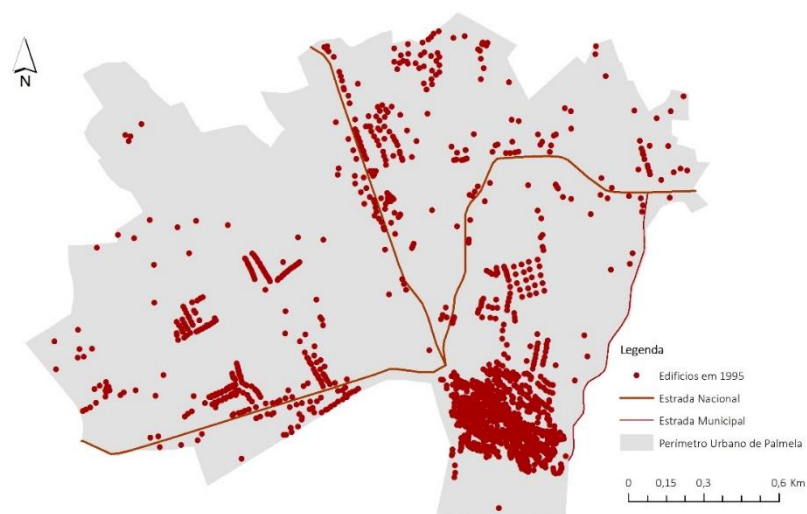 N
Legenda
Edifícios em 1995
Estrada Nacional
Estrada Municipal
Perímetro Urbano de Palmela
0 0,15 0,3 0,6 Km